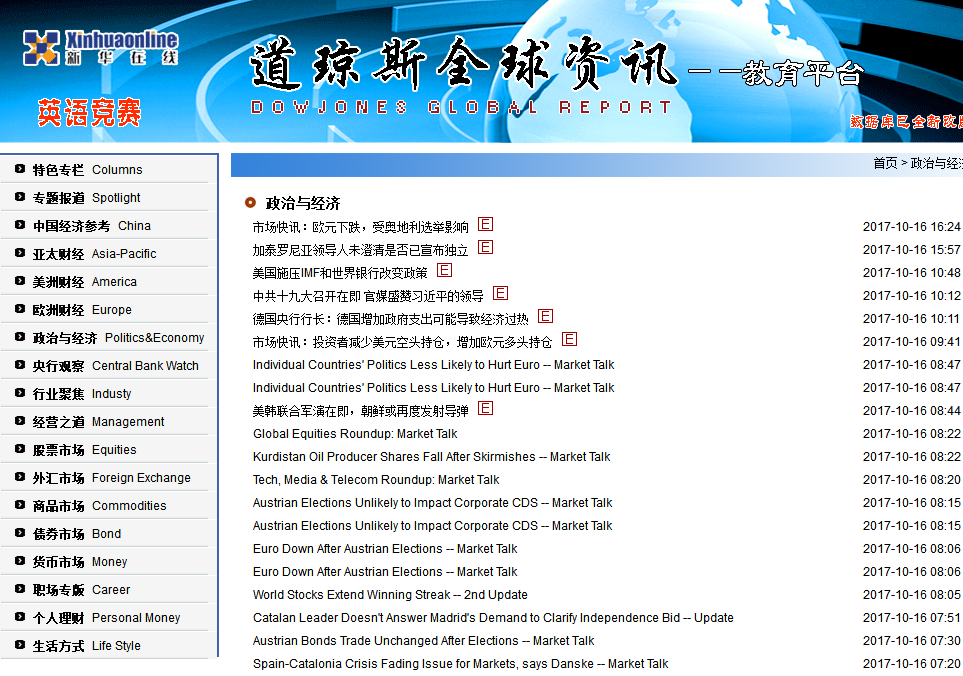 Xinhuaonline
新 华 在 线
英语竞赛
道琼斯全球资讯 ——教育平台
DOWJONES GLOBAL REPORT
数据库已全新改
特色专栏 Columns
专题报道 Spotlight
中国经济参考 China
亚太财经 Asia-Pacific
美洲财经 America
欧洲财经 Europe
政治与经济 Politics&Economy
央行观察 Central Bank Watch
行业聚焦 Industy
经营之道 Management
股票市场 Equities
外汇市场 Foreign Exchange
商品市场 Commodities
债券市场 Bond
货币市场 Money
职场专版 Career
个人理财 Personal Money
生活方式 Life Style
首页 > 政治与经济
政治与经济
市场快讯：欧元下跌，受奥地利选举影响 E 2017-10-16 16:24
加泰罗尼亚领导人未澄清是否已宣布独立 E 2017-10-16 15:57
美国施压IMF和世界银行改变政策 E 2017-10-16 10:48
中共十九大召开在即 官媒盛赞习近平的领导 E 2017-10-16 10:12
德国央行行长：德国增加政府支出可能导致经济过热 E 2017-10-16 10:11
市场快讯：投资者减少美元空头持仓，增加欧元多头持仓 E 2017-10-16 09:41
Individual Countries' Politics Less Likely to Hurt Euro -- Market Talk 2017-10-16 08:47
Individual Countries' Politics Less Likely to Hurt Euro -- Market Talk 2017-10-16 08:47
美韩联合军演在即，朝鲜或再度发射导弹 E 2017-10-16 08:44
Global Equities Roundup: Market Talk 2017-10-16 08:22
Kurdistan Oil Producer Shares Fall After Skirmishes -- Market Talk 2017-10-16 08:22
Tech, Media & Telecom Roundup: Market Talk 2017-10-16 08:20
Austrian Elections Unlikely to Impact Corporate CDS -- Market Talk 2017-10-16 08:15
Austrian Elections Unlikely to Impact Corporate CDS -- Market Talk 2017-10-16 08:15
Euro Down After Austrian Elections -- Market Talk 2017-10-16 08:06
Euro Down After Austrian Elections -- Market Talk 2017-10-16 08:06
World Stocks Extend Winning Streak -- 2nd Update 2017-10-16 08:05
Catalan Leader Doesn't Answer Madrid's Demand to Clarify Independence Bid -- Update 2017-10-16 07:51
Austrian Bonds Trade Unchanged After Elections -- Market Talk 2017-10-16 07:30
Spain-Catalonia Crisis Fading Issue for Markets, says Danske -- Market Talk 2017-10-16 07:20